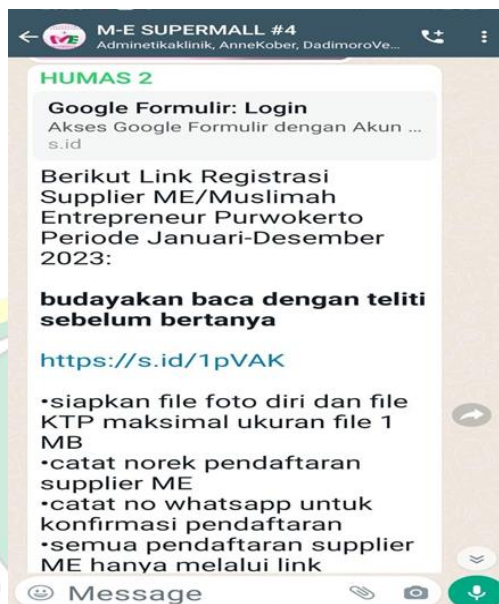 M-E SUPERMALL #4
Adminetikaklinik, AnneKober, DadimoroVe...
HUMAS 2
Google Formulir: Login
Akses Google Formulir dengan Akun ...
s.id
Berikut Link Registrasi
Supplier ME/Muslimah
Entrepreneur Purwokerto
Periode Januari-Desember
2023:
budayakan baca dengan teliti
sebelum bertanya
https://s.id/1pVAK
•siapkan file foto diri dan file
KTP maksimal ukuran file 1
MB
•catat norek pendaftaran
supplier ME
•catat no whatsapp untuk
konfirmasi pendaftaran
•semua pendaftaran supplier
ME hanya melalui link
Message